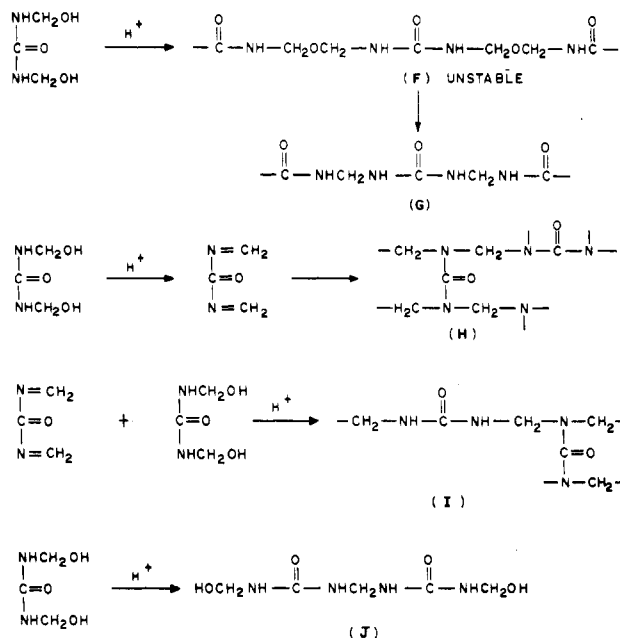 NHCH2OH
C=O
NHCH2OH
H+
O O O
— C — NH — CH2OCH2 — NH — C — NH — CH2OCH2 — NHC —
(F) UNSTABLE
O O O
— C — NHCH2NH — C — NHCH2NH — C —
(G)
NHCH2OH
C=O
NHCH2OH
H+
N=CH2
C=O
N=CH2
— CH2 — N — CH2 — N — C — N —
O
C=O
— H2C — N — CH2 — N —
(H)
N=CH2
C=O
N=CH2
+
NHCH2OH
C=O
NHCH2OH
H+
O
— CH2 — NH — C — NH — CH2 — N — CH2 —
C=O
— N — CH2 —
(I)
NHCH2OH
C=O
NHCH2OH
H+
O O
HOCH2NH — C — NHCH2NH — C — NHCH2OH
(J)